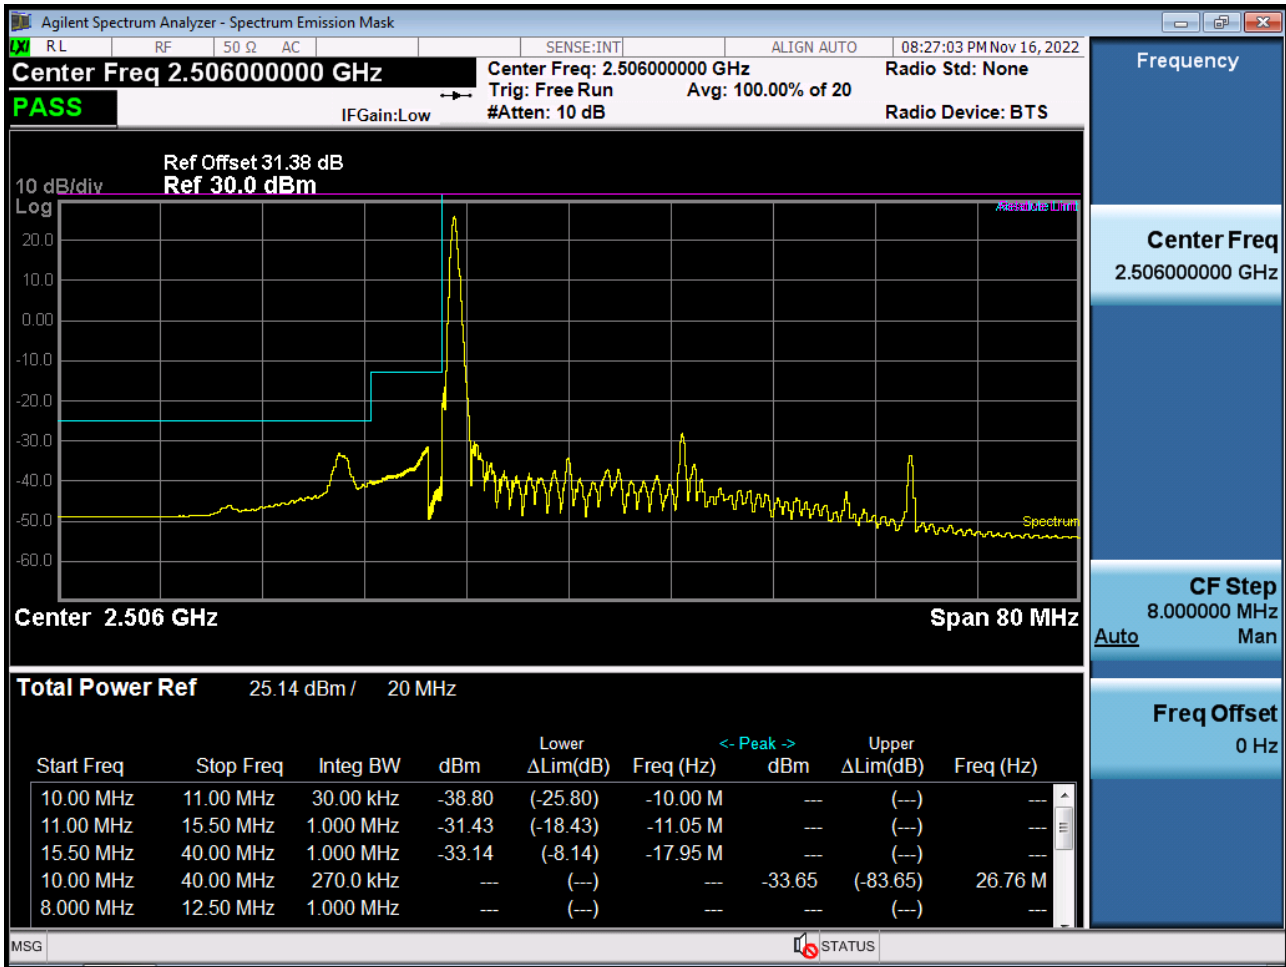 Agilent Spectrum Analyzer - Spectrum Emission Mask
LXI RL RF 50 Ω AC SENSE:INT ALIGN AUTO 08:27:03 PM Nov 16, 2022
Center Freq 2.506000000 GHz
PASS
IFGain:Low
Center Freq: 2.506000000 GHz
Trig: Free Run Avg: 100.00% of 20
#Atten: 10 dB
Radio Std: None
Radio Device: BTS
Ref Offset 31.38 dB
10 dB/div Ref 30.0 dBm
Log
Absolute Limit
20.0
10.0
0.00
-10.0
-20.0
-30.0
-40.0
-50.0
-60.0
Spectrum
Center 2.506 GHz Span 80 MHz
Total Power Ref 25.14 dBm / 20 MHz
Lower <- Peak -> Upper
Start Freq Stop Freq Integ BW dBm ΔLim(dB) Freq (Hz) dBm ΔLim(dB) Freq (Hz)
10.00 MHz 11.00 MHz 30.00 kHz -38.80 (-25.80) -10.00 M --- (---) ---
11.00 MHz 15.50 MHz 1.000 MHz -31.43 (-18.43) -11.05 M --- (---) ---
15.50 MHz 40.00 MHz 1.000 MHz -33.14 (-8.14) -17.95 M --- (---) ---
10.00 MHz 40.00 MHz 270.0 kHz --- (---) --- -33.65 (-83.65) 26.76 M
8.000 MHz 12.50 MHz 1.000 MHz --- (---) --- --- (---) ---
MSG STATUS
Frequency
Center Freq
2.506000000 GHz
CF Step
8.000000 MHz
Auto Man
Freq Offset
0 Hz